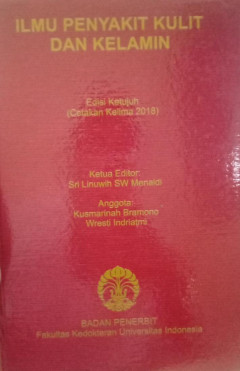 ILMU PENYAKIT KULIT
DAN KELAMIN
Edisi Ketujuh
(Cetakan Kelima 2018)
Ketua Editor:
Sri Linuwih SW Menaldi
Anggota:
Kusmarinah Bramono
Wresti Indriatmi
BADAN PENERBIT
Fakultas Kedokteran Universitas Indonesia